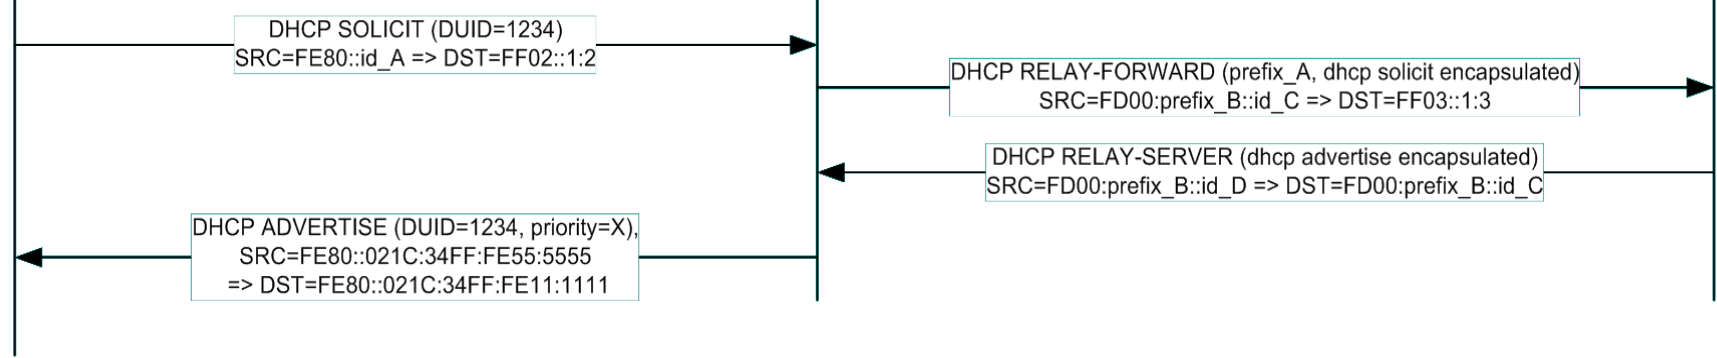 DHCP SOLICIT (DUID=1234)
SRC=FE80::id_A => DST=FF02::1:2
DHCP RELAY-FORWARD (prefix_A, dhcp solicit encapsulated)
SRC=FD00:prefix_B::id_C => DST=FF03::1:3
DHCP RELAY-SERVER (dhcp advertise encapsulated)
SRC=FD00:prefix_B::id_D => DST=FD00:prefix_B::id_C
DHCP ADVERTISE (DUID=1234, priority=X),
SRC=FE80::021C:34FF:FE55:5555
=> DST=FE80::021C:34FF:FE11:1111